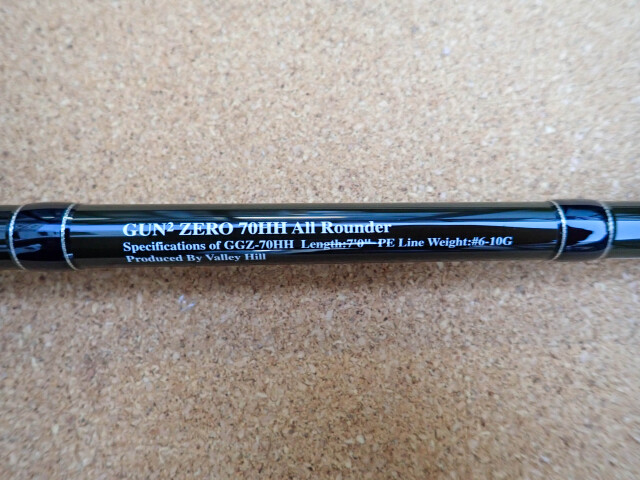 GUN² ZERO 70HH All Rounder
Specifications of GGZ-70HH Length:7'0" PE Line Weight:#6-10G
Produced By Valley Hill